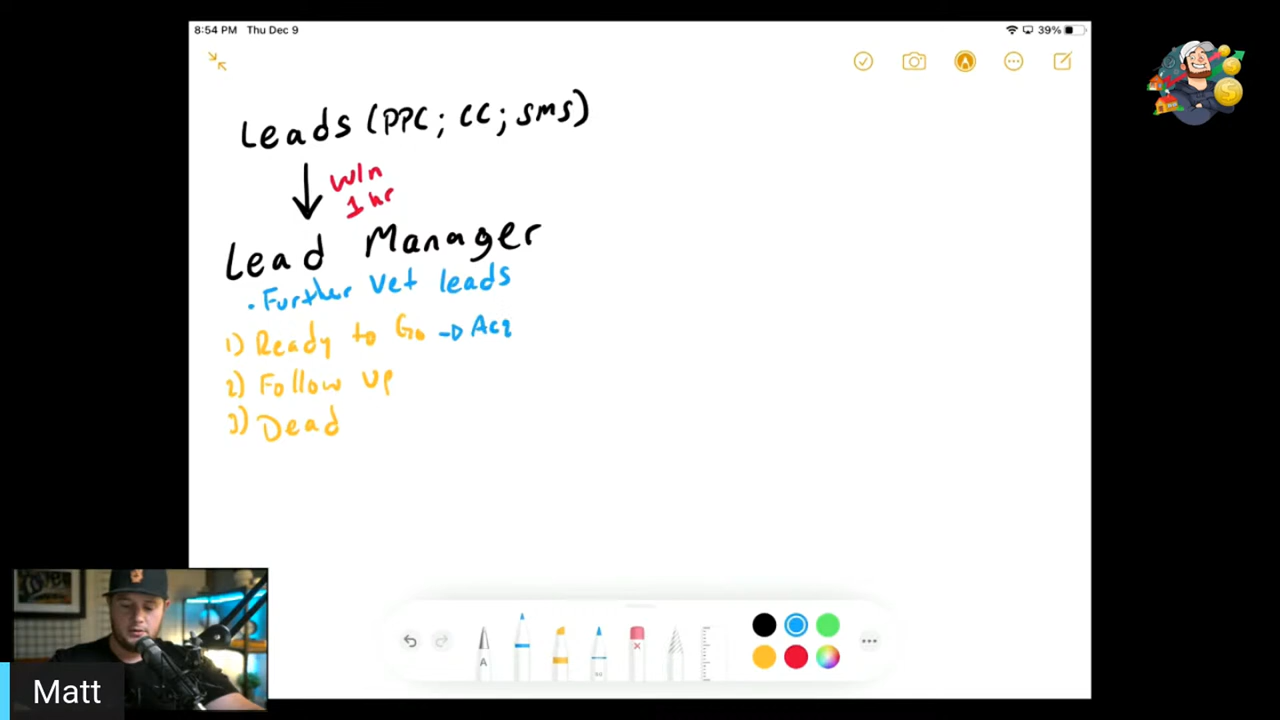 8:54 PM Thu Dec 9
39%
Leads (PPC; CC; SMS)
W/n
1 hr
Lead Manager
• Further Vet leads
1) Ready to Go → Acq
2) Follow Up
3) Dead
Matt